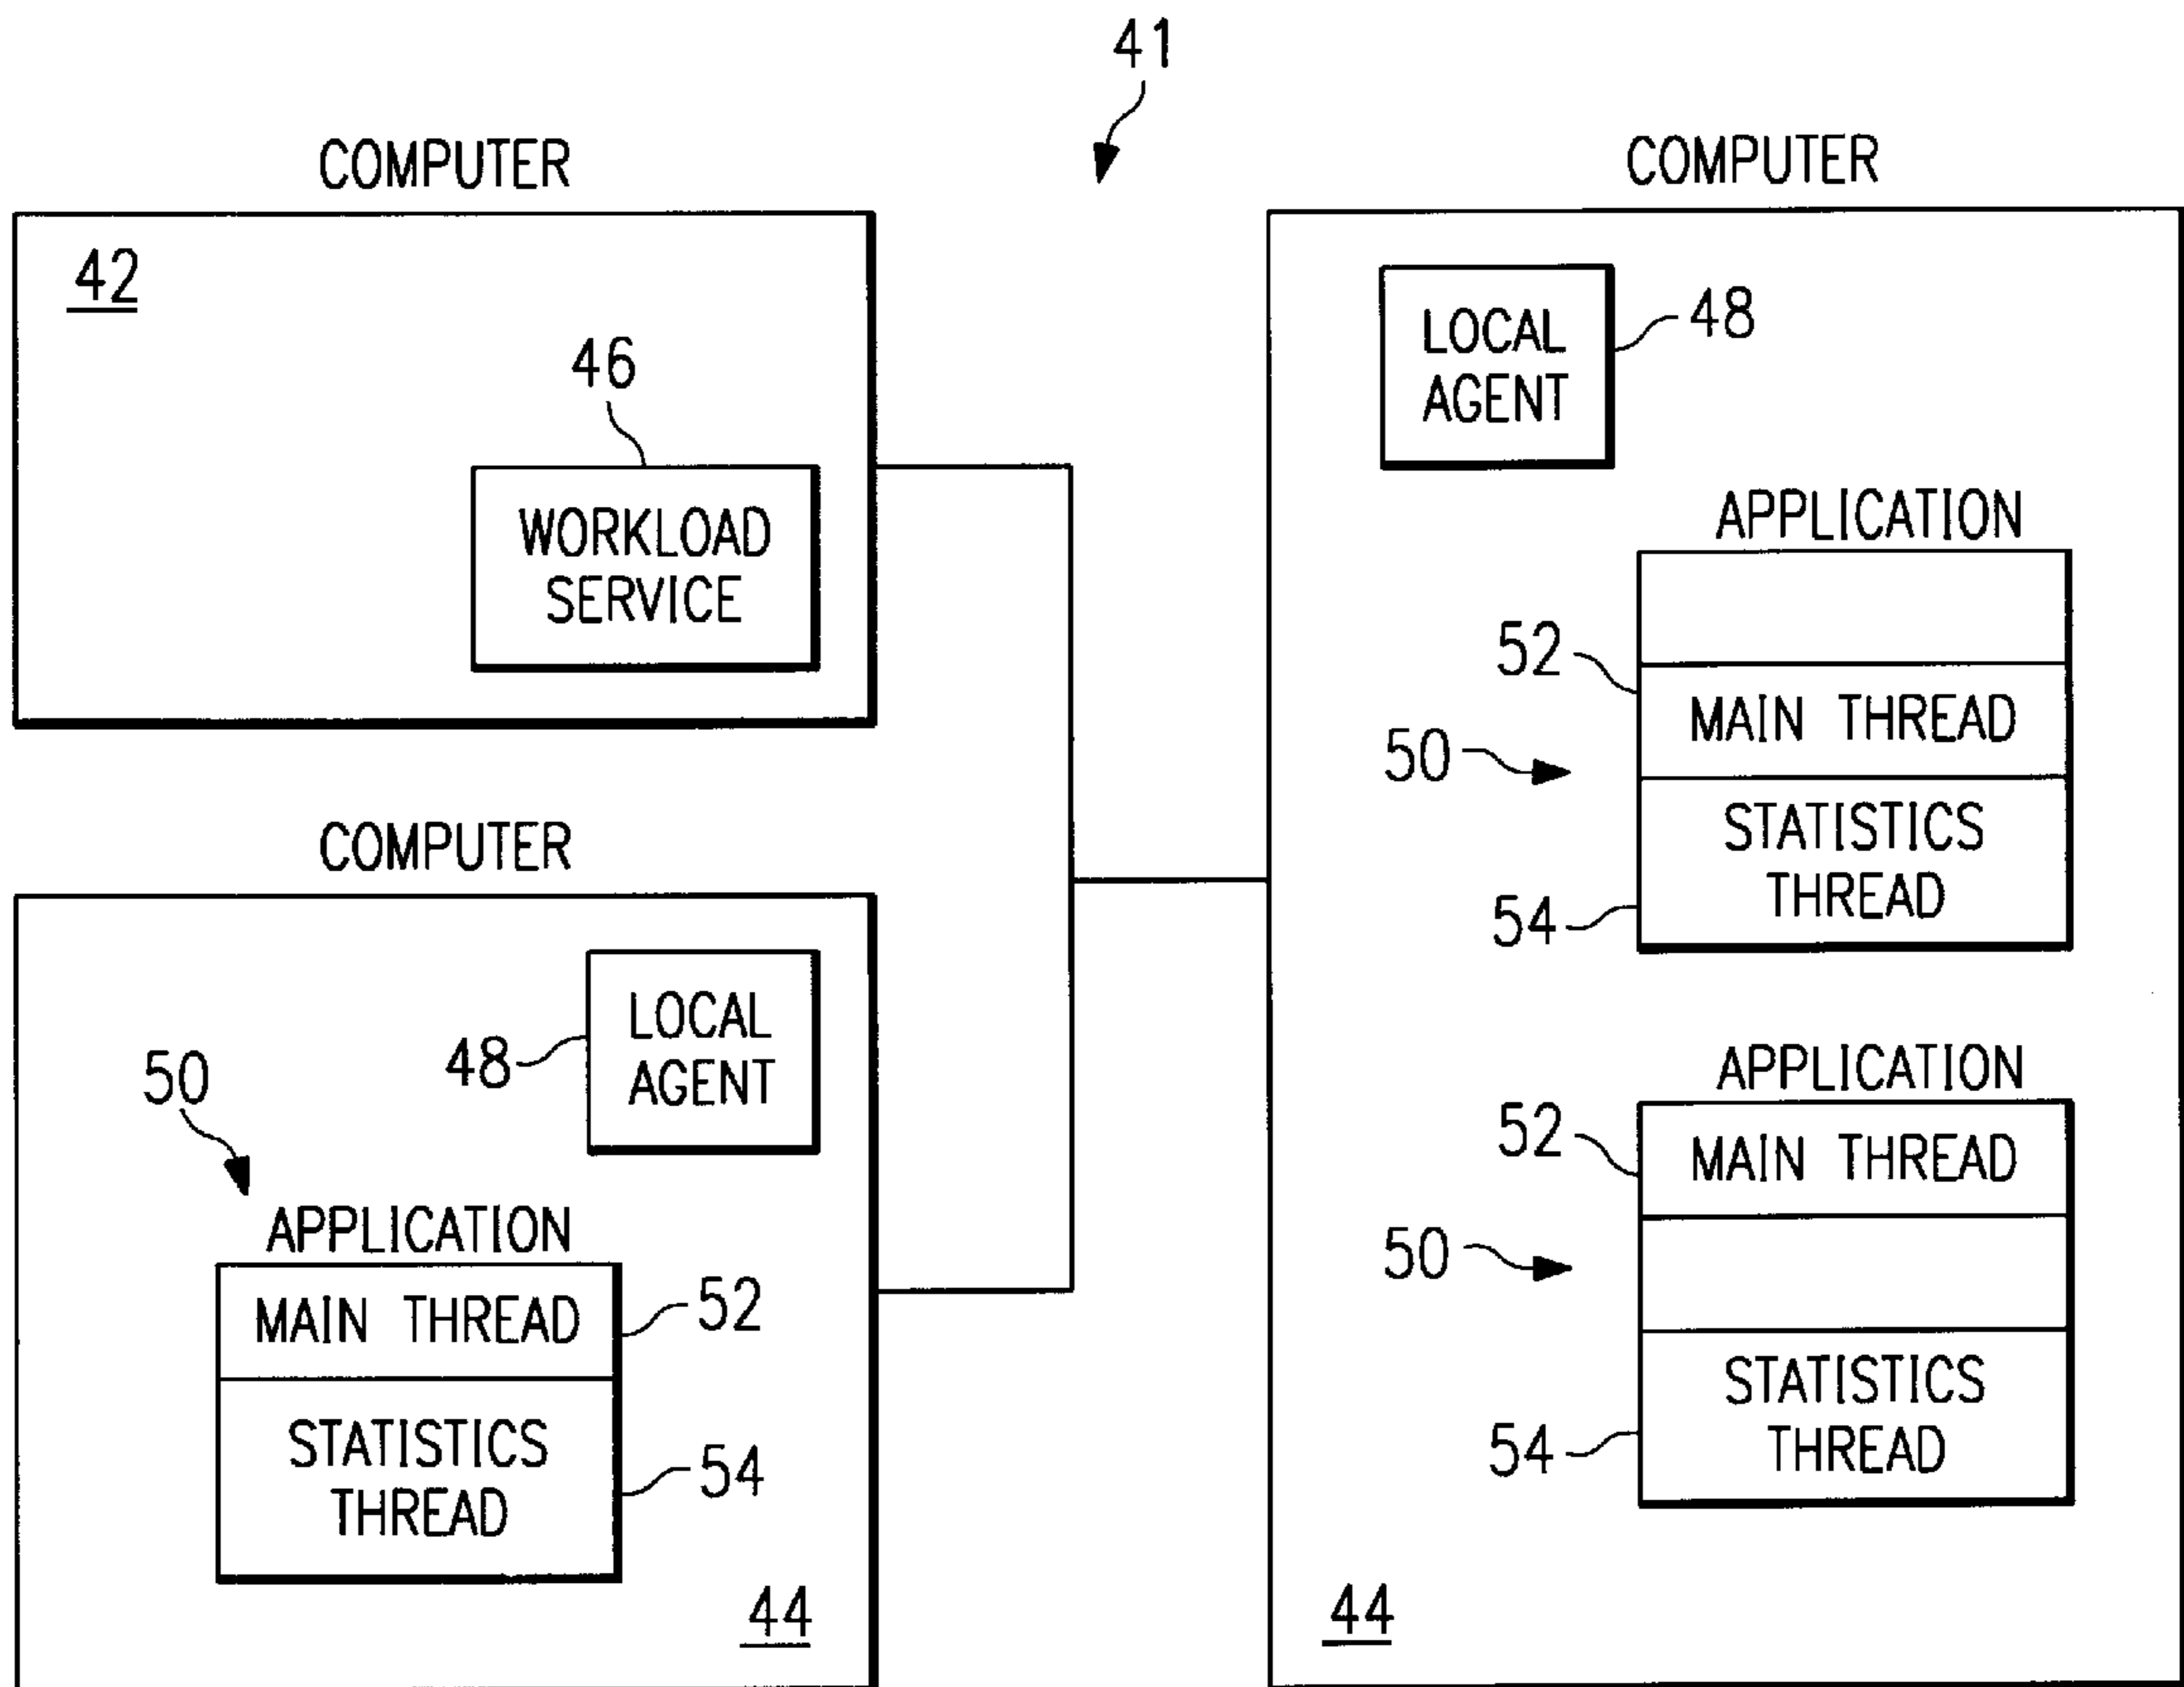 41
COMPUTER
42
46
WORKLOAD
SERVICE
COMPUTER
LOCAL
AGENT
48
50
APPLICATION
MAIN THREAD
52
STATISTICS
THREAD
54
44
COMPUTER
LOCAL
AGENT
48
APPLICATION
52
MAIN THREAD
50
STATISTICS
THREAD
54
APPLICATION
52
MAIN THREAD
50
STATISTICS
THREAD
54
44